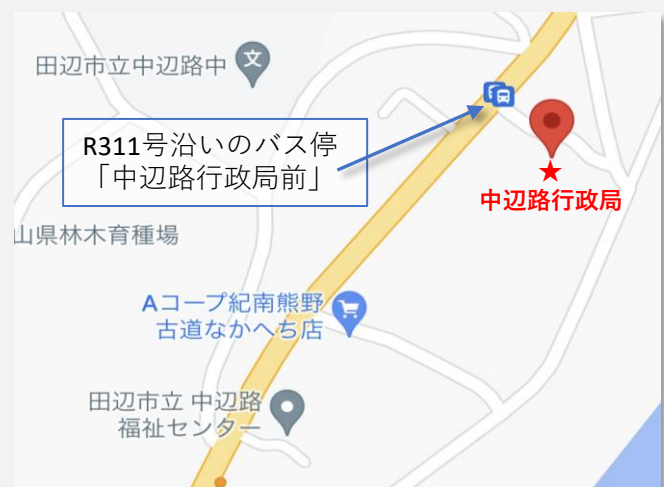 田辺市立中辺路中
文
R311号沿いのバス停
「中辺路行政局前」
中辺路行政局
山県林木育種場
Aコープ紀南熊野
古道なかへち店
田辺市立 中辺路
福祉センター